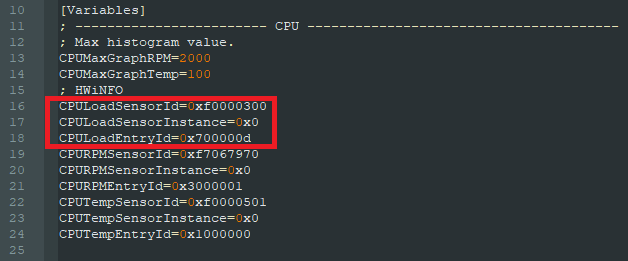 10 [Variables]
11 ; ------------------------ CPU ---------------------------------------
12 ; Max histogram value.
13 CPUMaxGraphRPM=2000
14 CPUMaxGraphTemp=100
15 ; HWiNFO
16 CPULoadSensorId=0xf0000300
17 CPULoadSensorInstance=0x0
18 CPULoadEntryId=0x700000d
19 CPURPMSensorId=0xf7067970
20 CPURPMSensorInstance=0x0
21 CPURPMEntryId=0x3000001
22 CPUTempSensorId=0xf0000501
23 CPUTempSensorInstance=0x0
24 CPUTempEntryId=0x1000000
25